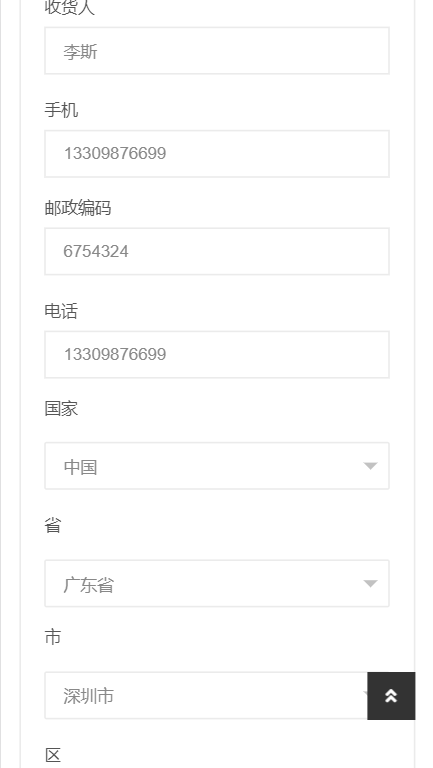 收货人
李斯
手机
13309876699
邮政编码
6754324
电话
13309876699
国家
中国
省
广东省
市
深圳市
区